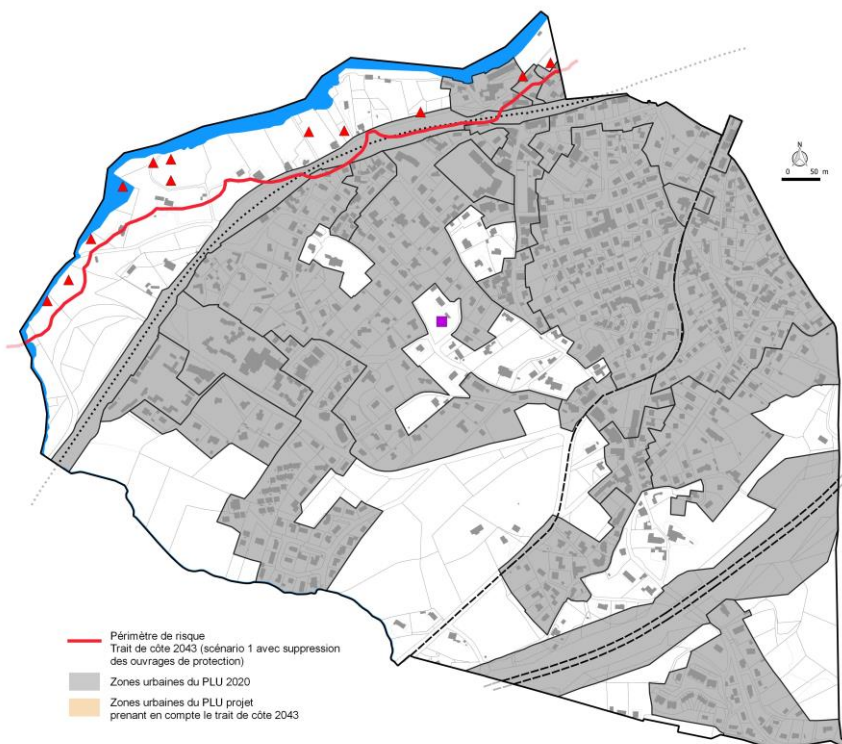 N
0 50 m
Périmètre de risque
Trait de côte 2043 (scénario 1 avec suppression
des ouvrages de protection)
Zones urbaines du PLU 2020
Zones urbaines du PLU projet
prenant en compte le trait de côte 2043